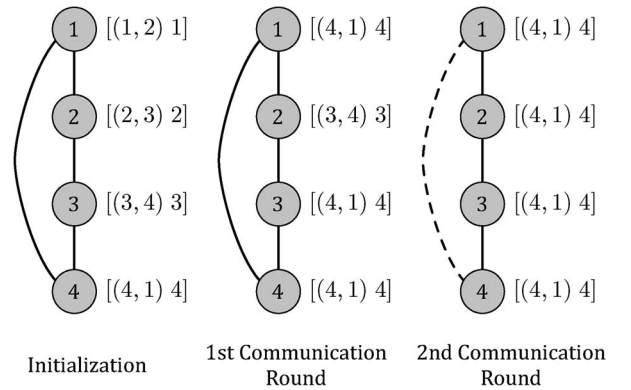 1 [(1, 2) 1]
2 [(2, 3) 2]
3 [(3, 4) 3]
4 [(4, 1) 4]
Initialization
1 [(4, 1) 4]
2 [(3, 4) 3]
3 [(4, 1) 4]
4 [(4, 1) 4]
1st Communication
Round
1 [(4, 1) 4]
2 [(4, 1) 4]
3 [(4, 1) 4]
4 [(4, 1) 4]
2nd Communication
Round